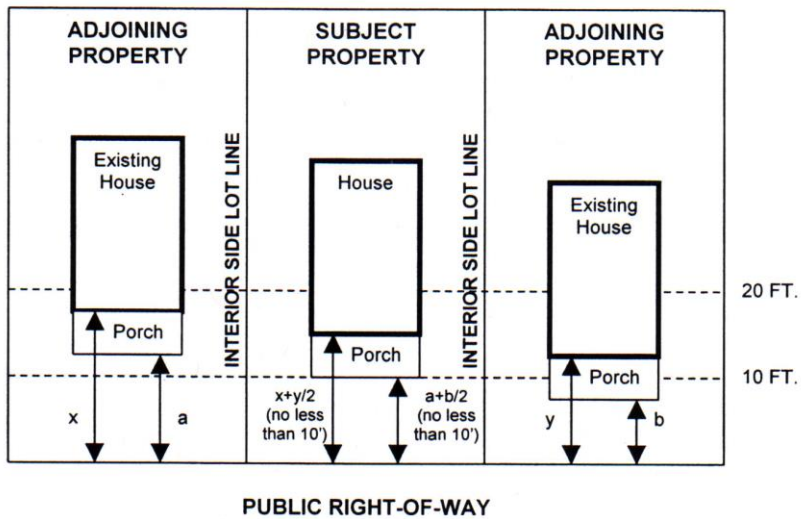 ADJOINING
PROPERTY
SUBJECT
PROPERTY
ADJOINING
PROPERTY
Existing
House
INTERIOR SIDE LOT LINE
House
INTERIOR SIDE LOT LINE
Existing
House
20 FT.
Porch
Porch
Porch
10 FT.
x
a
x+y/2
(no less
than 10')
a+b/2
(no less
than 10')
y
b
PUBLIC RIGHT-OF-WAY